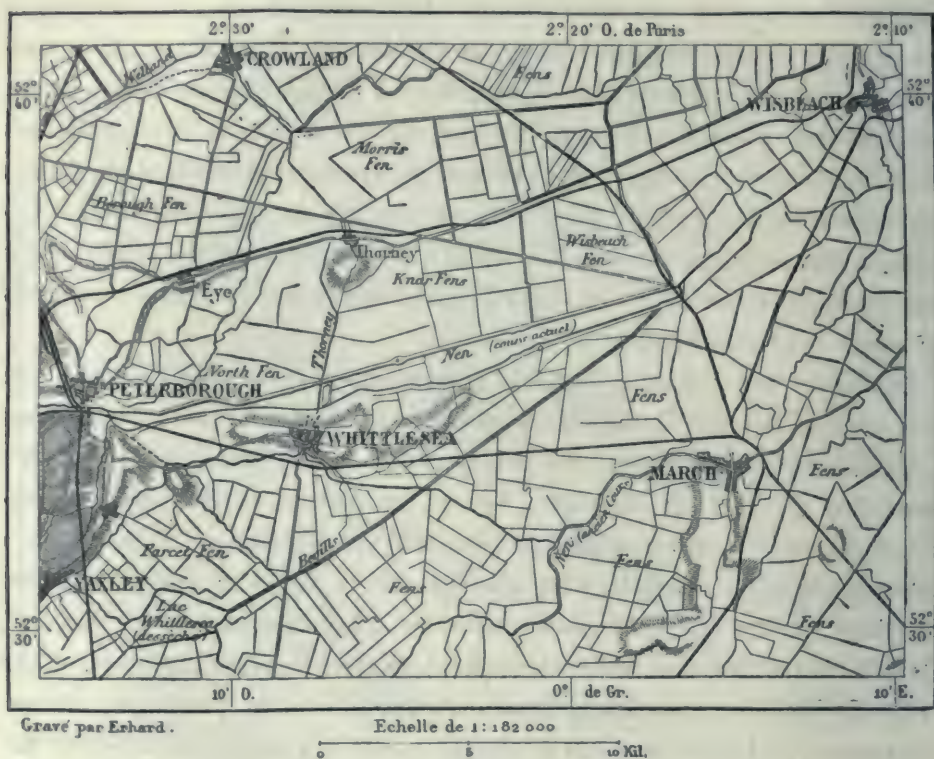 2° 30'
2° 20' O. de Paris
2° 10'
52° 40'
52° 40'
CROWLAND
Welland
Fens
WISBEACH
Morris
Fen
Borough Fen
Thorney
Wisbeach
Fen
Eye
Knar Fens
Thorney
Nen (cours actuel)
North Fen
PETERBOROUGH
Fens
WHITTLESEA
MARCH
Fens
Nen (ancien Cours)
Farcet Fen
Fens
Fens
YAXLEY
Lac
Whittlesea
(desséché)
Fens
52° 30'
52° 30'
10' O.
0° de Gr.
10' E.
Gravé par Erhard.
Echelle de 1:182 000
0 5 10 Kil.